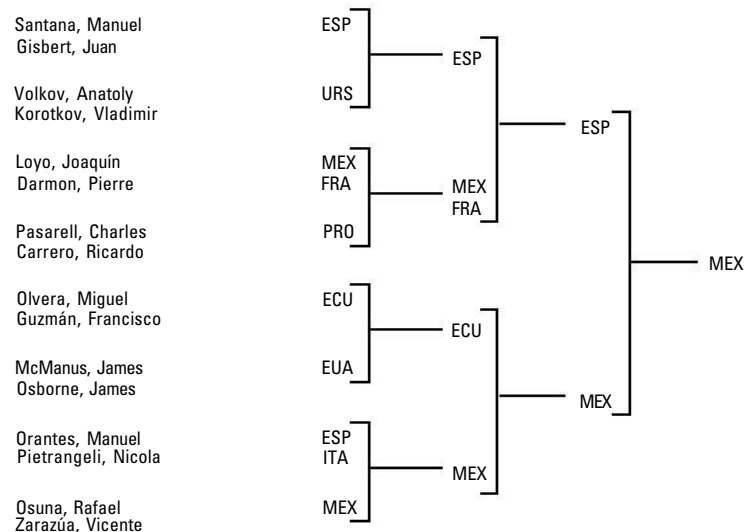 Santana, Manuel ESP
Gisbert, Juan
ESP
Volkov, Anatoly URS
Korotkov, Vladimir
ESP
Loyo, Joaquín MEX
Darmon, Pierre FRA
MEX
FRA
Pasarell, Charles PRO
Carrero, Ricardo
MEX
Olvera, Miguel ECU
Guzmán, Francisco
ECU
McManus, James EUA
Osborne, James
MEX
Orantes, Manuel ESP
Pietrangeli, Nicola ITA
MEX
Osuna, Rafael MEX
Zarazúa, Vicente